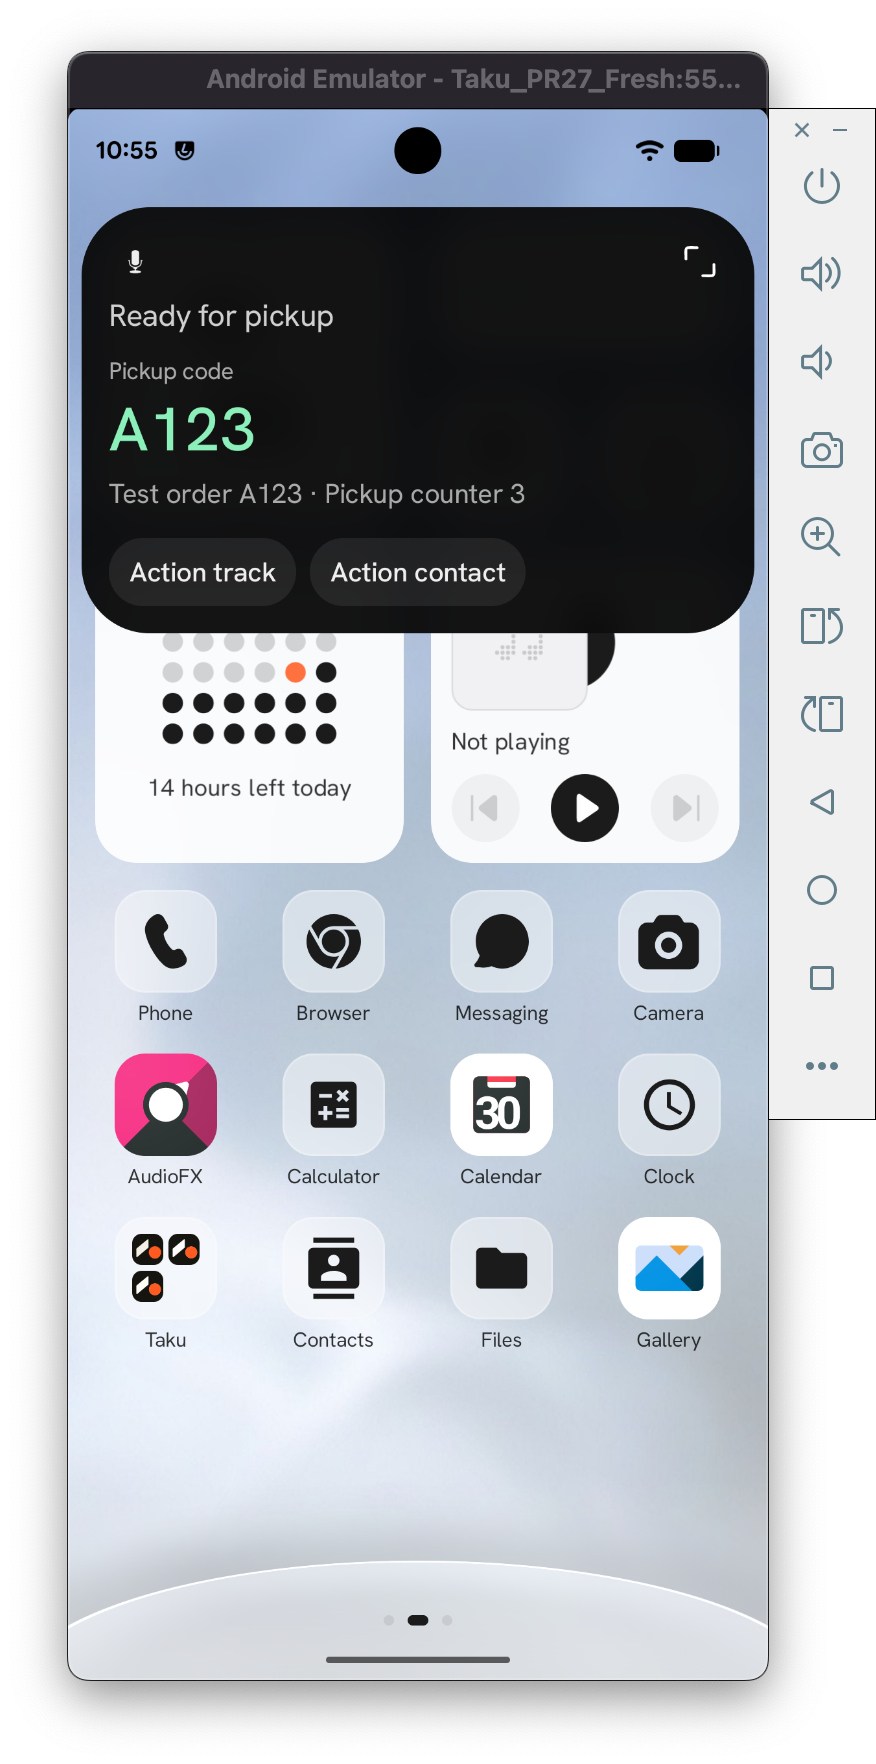 Android Emulator - Taku_PR27_Fresh:55...
10:55
Ready for pickup
Pickup code
A123
Test order A123 · Pickup counter 3
Action track
Action contact
14 hours left today
Not playing
Phone
Browser
Messaging
Camera
30
AudioFX
Calculator
Calendar
Clock
Taku
Contacts
Files
Gallery